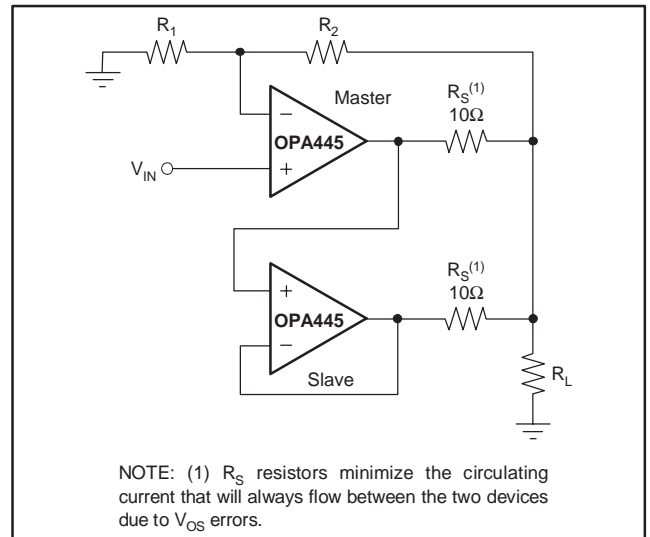 R1
R2
Master
RS(1)
10Ω
−
OPA445
+
VIN
RS(1)
10Ω
+
OPA445
−
Slave
RL
NOTE: (1) RS resistors minimize the circulating
current that will always flow between the two devices
due to VOS errors.